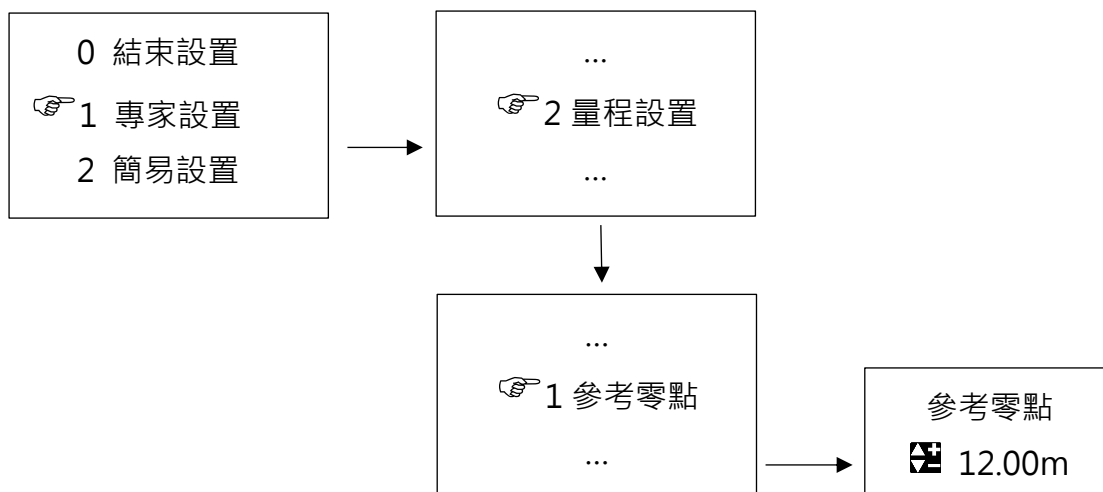 0 結束設置
☞1 專家設置
2 簡易設置
...
☞2 量程設置
...
...
☞1 參考零點
...
參考零點
12.00m